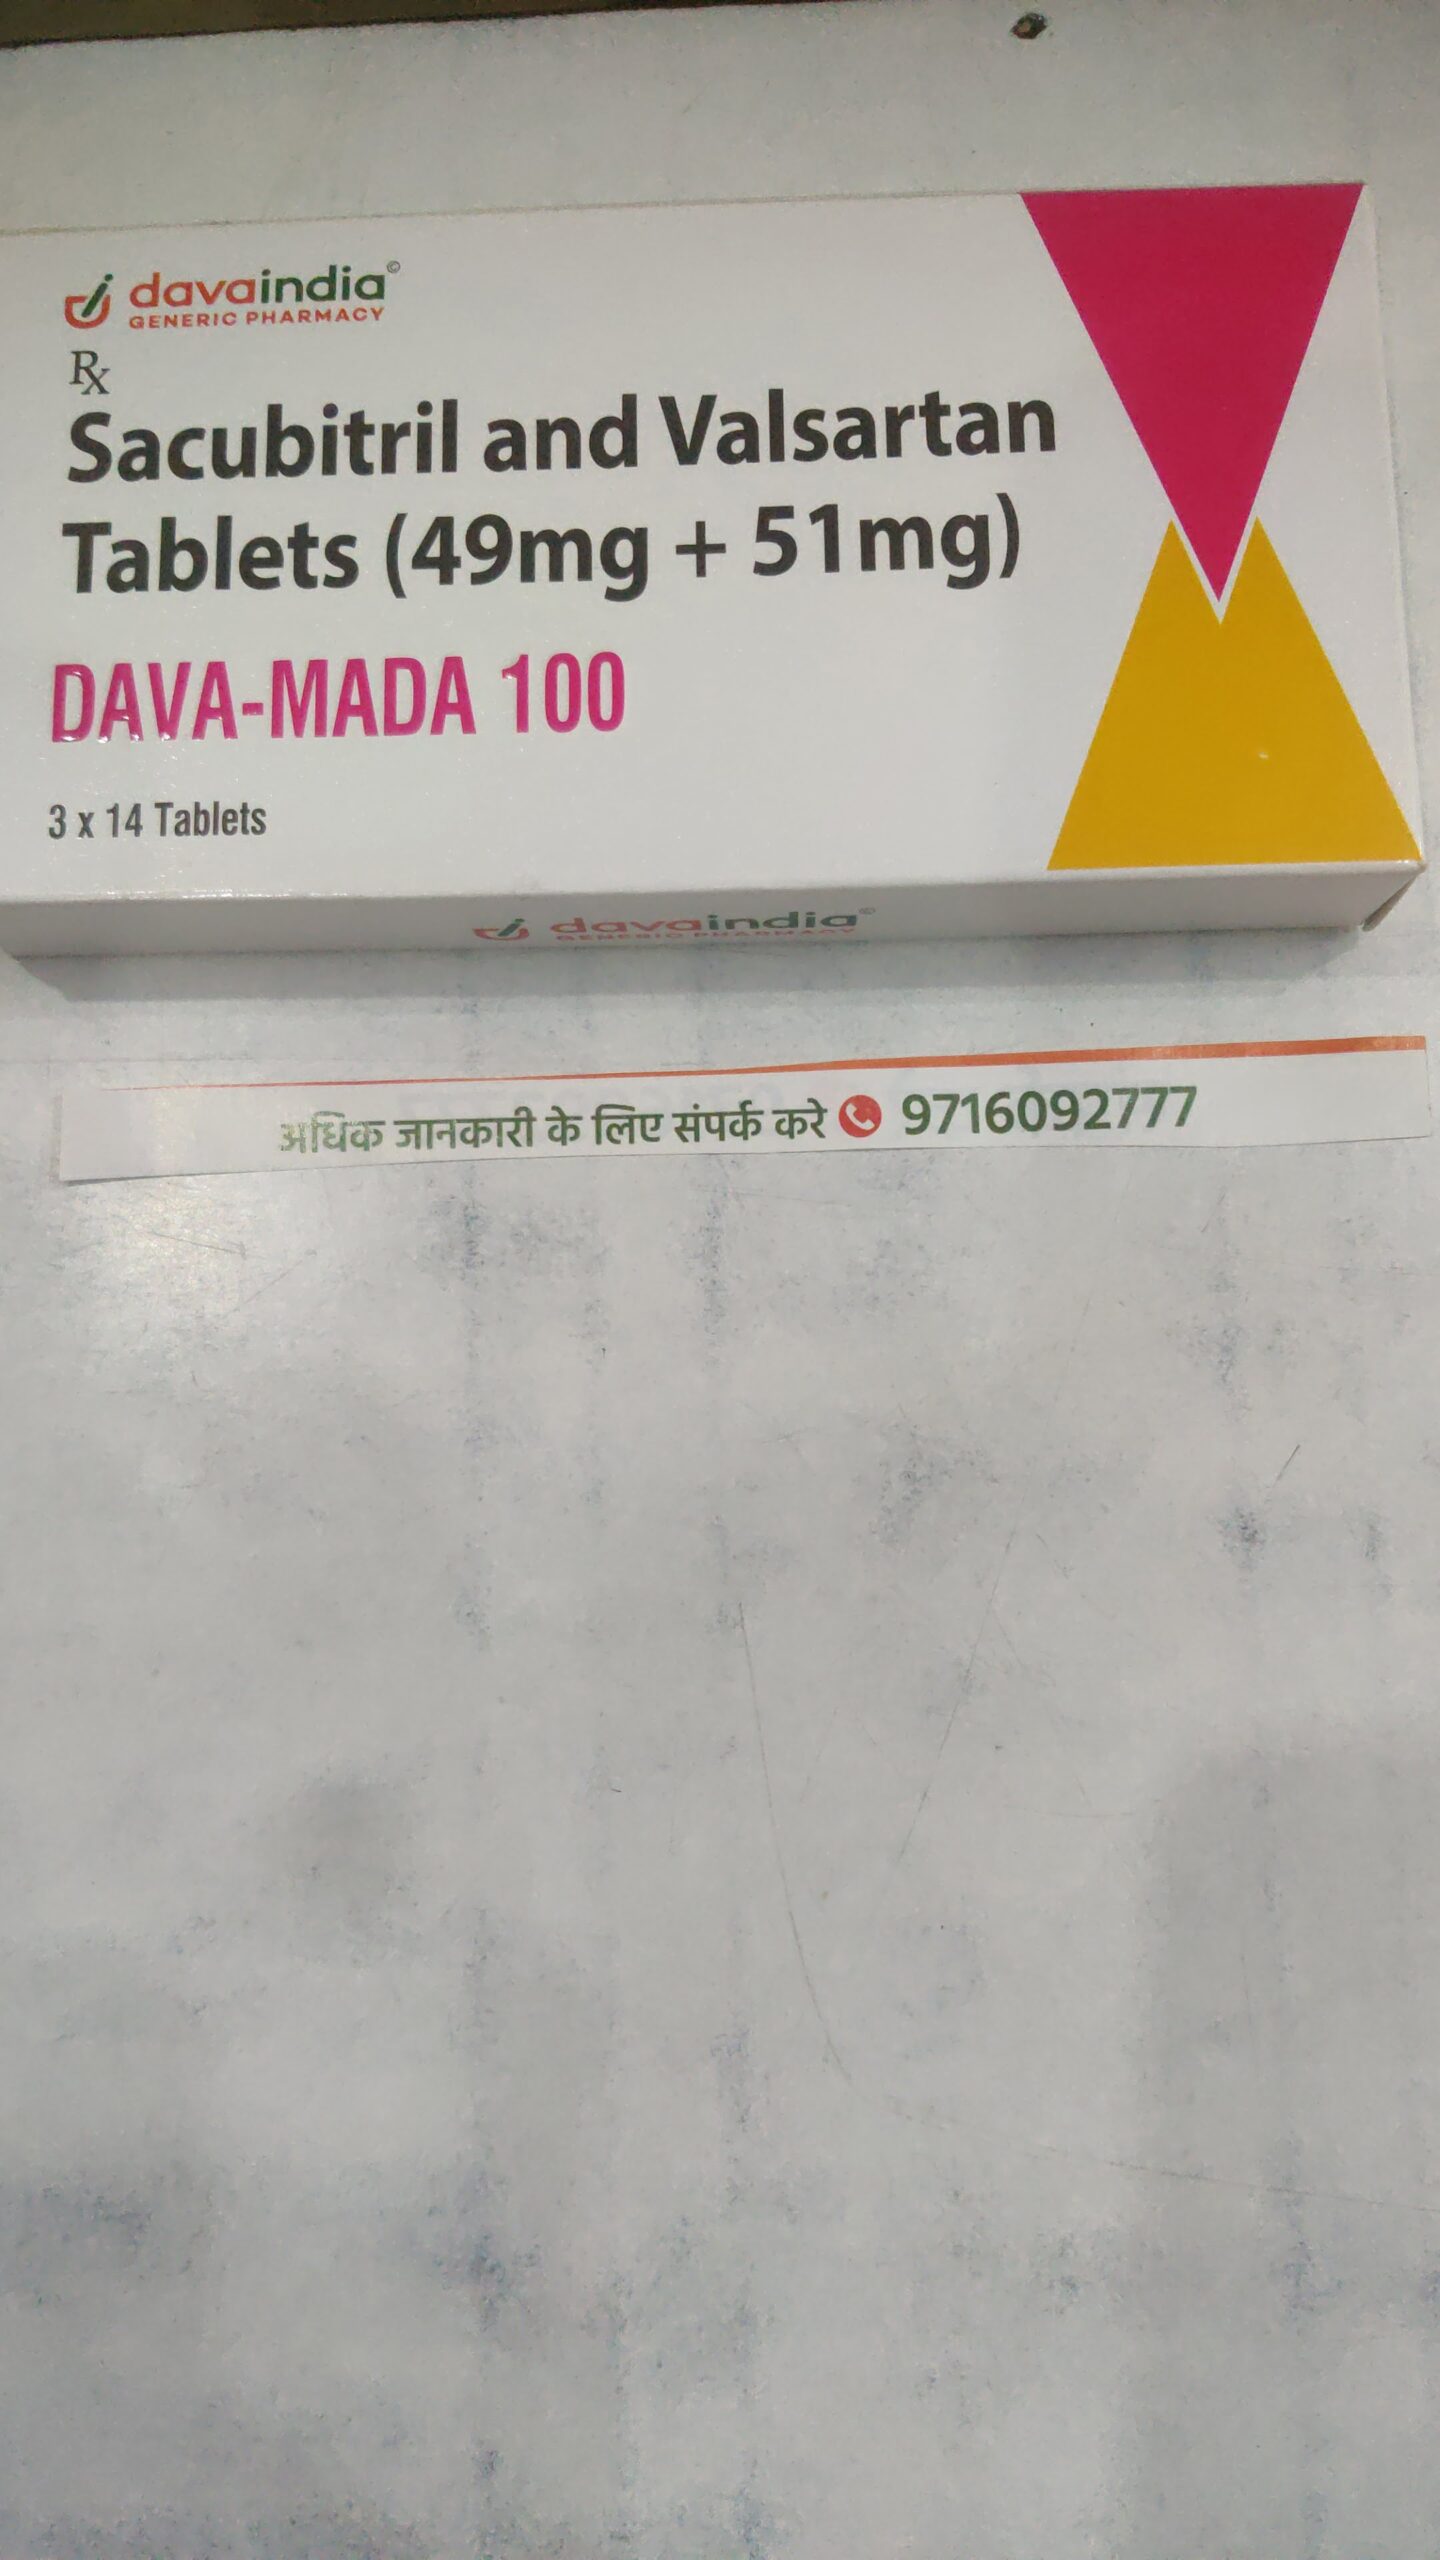 davaindia©
GENERIC PHARMACY
Rx
Sacubitril and Valsartan
Tablets (49mg + 51mg)
DAVA-MADA 100
3 x 14 Tablets
davaindia©
GENERIC PHARMACY
अधिक जानकारी के लिए संपर्क करे 9716092777